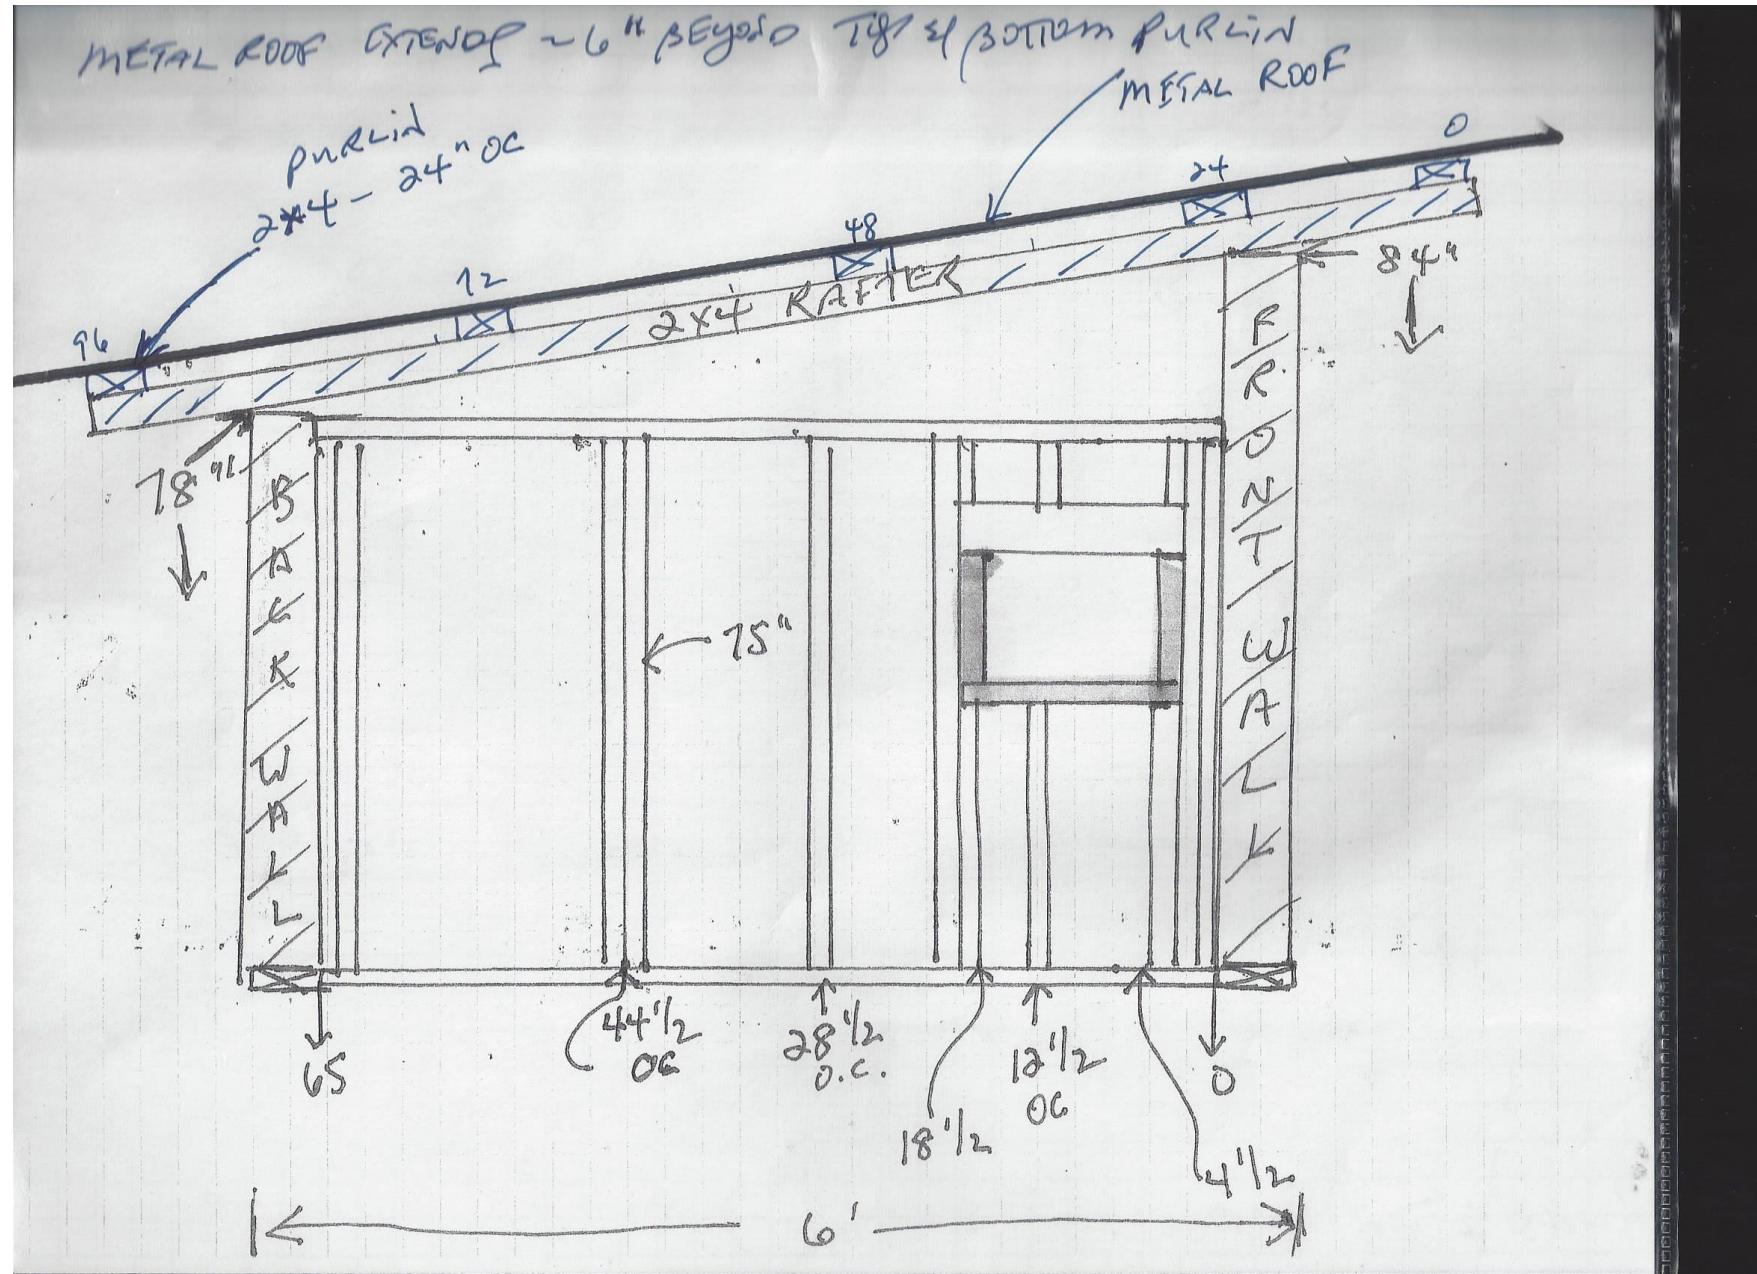 METAL ROOF EXTENDS ~ 6" BEYOND TOP & BOTTOM PURLIN
METAL ROOF
PURLIN
2x4 - 24" OC
0
24
48
72
96
2x4 RAFTER
84"
78"
FRONT WALL
BACK WALL
75"
65
44 1/2
OC
28 1/2
O.C.
18 1/2
12 1/2
OC
4 1/2
0
6'